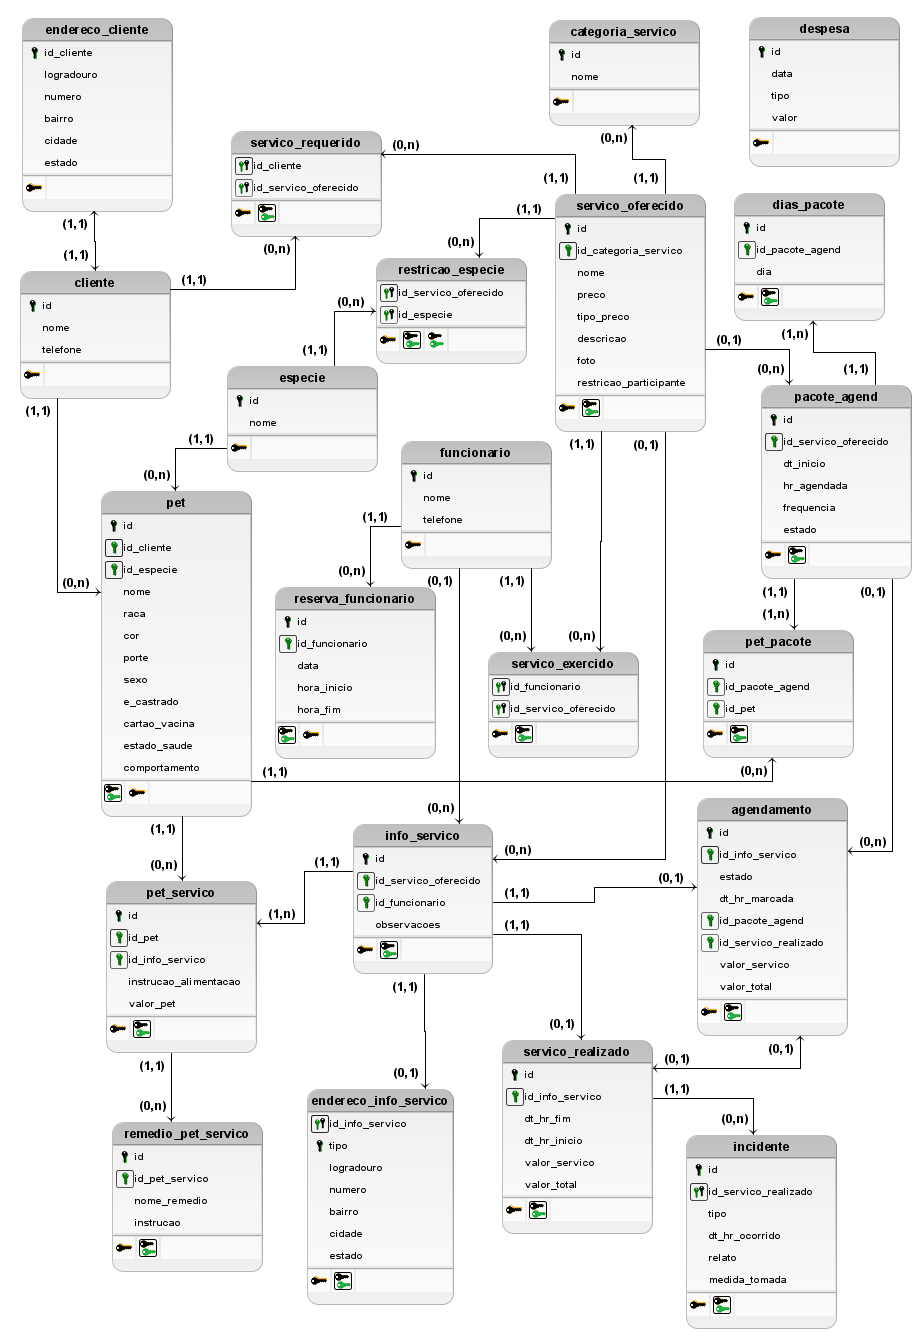 endereco_cliente
id_cliente
logradouro
numero
bairro
cidade
estado
(1,1)
(1,1)
cliente
id
nome
telefone
(1,1)
(1,1)
(0,n)
servico_requerido
id_cliente
id_servico_oferecido
(0,n)
(0,n)
categoria_servico
id
nome
(0,n)
(1,1)
(1,1)
despesa
id
data
tipo
valor
servico_oferecido
id
id_categoria_servico
nome
preco
tipo_preco
descricao
foto
restricao_participante
(1,1)
(0,n)
(0,1)
(0,n)
(1,1)
(0,1)
restricao_especie
id_servico_oferecido
id_especie
(0,n)
(1,1)
especie
id
nome
(1,1)
(0,n)
dias_pacote
id
id_pacote_agend
dia
(1,n)
(1,1)
pacote_agend
id
id_servico_oferecido
dt_inicio
hr_agendada
frequencia
estado
(1,1)
(1,n)
(0,1)
funcionario
id
nome
telefone
(1,1)
(0,n)
(0,1)
(1,1)
(0,n)
(0,n)
pet
id
id_cliente
id_especie
nome
raca
cor
porte
sexo
e_castrado
cartao_vacina
estado_saude
comportamento
(1,1)
(0,n)
(1,1)
(0,n)
reserva_funcionario
id
id_funcionario
data
hora_inicio
hora_fim
servico_exercido
id_funcionario
id_servico_oferecido
pet_pacote
id
id_pacote_agend
id_pet
(0,n)
info_servico
id
id_servico_oferecido
id_funcionario
observacoes
(0,n)
(1,1)
(1,n)
(1,1)
(0,1)
(1,1)
(0,1)
(1,1)
(0,1)
agendamento
id
id_info_servico
estado
dt_hr_marcada
id_pacote_agend
id_servico_realizado
valor_servico
valor_total
(0,n)
(0,1)
(0,1)
pet_servico
id
id_pet
id_info_servico
instrucao_alimentacao
valor_pet
(1,1)
(0,n)
remedio_pet_servico
id
id_pet_servico
nome_remedio
instrucao
endereco_info_servico
id_info_servico
tipo
logradouro
numero
bairro
cidade
estado
servico_realizado
id
id_info_servico
dt_hr_fim
dt_hr_inicio
valor_servico
valor_total
(1,1)
(0,n)
incidente
id
id_servico_realizado
tipo
dt_hr_ocorrido
relato
medida_tomada